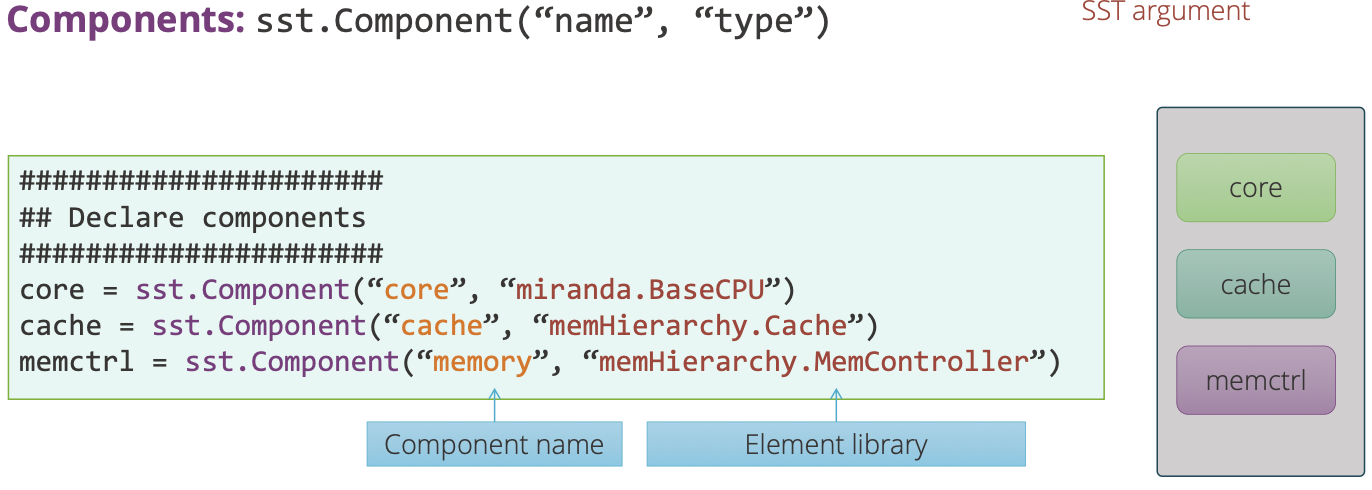 Components: sst.Component(“name”, “type”)
SST argument
######################
## Declare components
######################
core = sst.Component(“core”, “miranda.BaseCPU”)
cache = sst.Component(“cache”, “memHierarchy.Cache”)
memctrl = sst.Component(“memory”, “memHierarchy.MemController”)
Component name
Element library
core
cache
memctrl